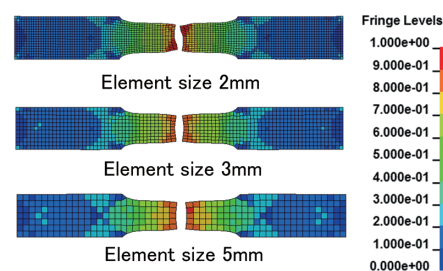 Fringe Levels
1.000e+00
9.000e-01
8.000e-01
7.000e-01
6.000e-01
5.000e-01
4.000e-01
3.000e-01
2.000e-01
1.000e-01
0.000e+00
Element size 2mm
Element size 3mm
Element size 5mm